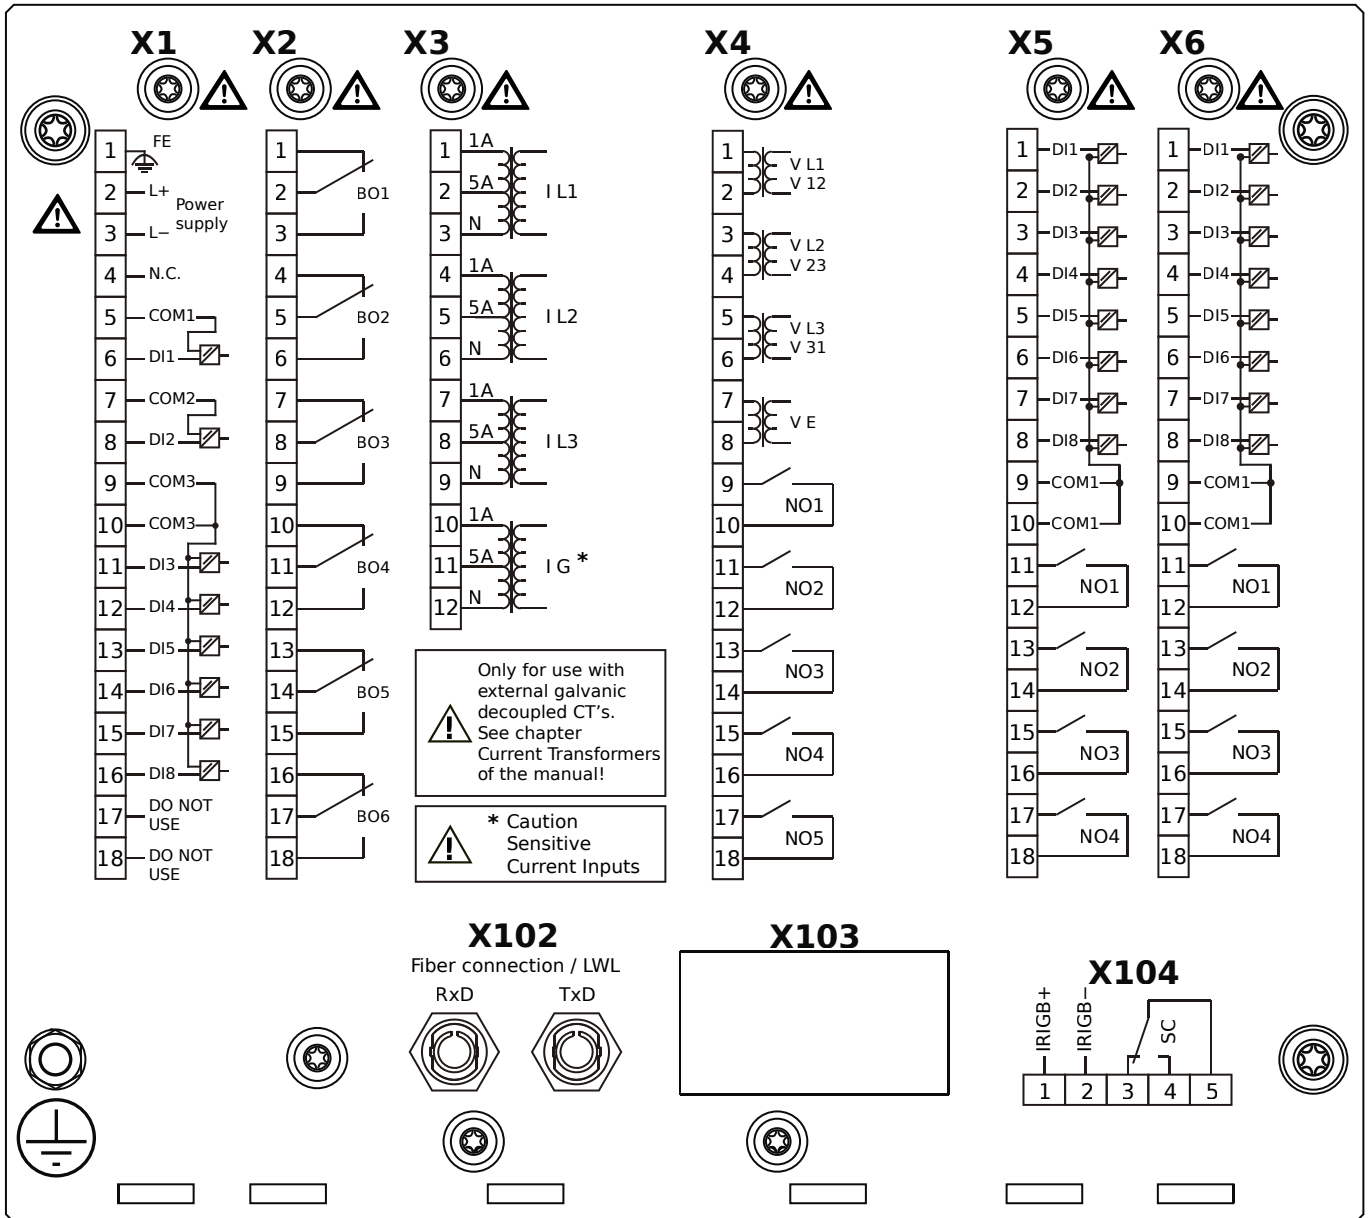 X1 X2 X3 X4 X5 X6
1 FE
2 L+
Power
supply
3 L−
4 N.C.
5 COM1
6 DI1
7 COM2
8 DI2
9 COM3
10 COM3
11 DI3
12 DI4
13 DI5
14 DI6
15 DI7
16 DI8
17 DO NOT
USE
18 DO NOT
USE
1
2 BO1
3
4
5 BO2
6
7
8 BO3
9
10
11 BO4
12
13
14 BO5
15
16
17 BO6
18
1 1A
2 5A I L1
3 N
4 1A
5 5A I L2
6 N
7 1A
8 5A I L3
9 N
10 1A
11 5A I G *
12 N
Only for use with
external galvanic
decoupled CT's.
See chapter
Current Transformers
of the manual!
* Caution
Sensitive
Current Inputs
1 V L1
2 V 12
3 V L2
4 V 23
5 V L3
6 V 31
7
V E
8
9
NO1
10
11
NO2
12
13
NO3
14
15
NO4
16
17
NO5
18
1 DI1
2 DI2
3 DI3
4 DI4
5 DI5
6 DI6
7 DI7
8 DI8
9 COM1
10 COM1
11
NO1
12
13
NO2
14
15
NO3
16
17
NO4
18
1 DI1
2 DI2
3 DI3
4 DI4
5 DI5
6 DI6
7 DI7
8 DI8
9 COM1
10 COM1
11
NO1
12
13
NO2
14
15
NO3
16
17
NO4
18
X102
Fiber connection / LWL
RxD TxD
X103
X104
IRIGB+ IRIGB− SC
1 2 3 4 5